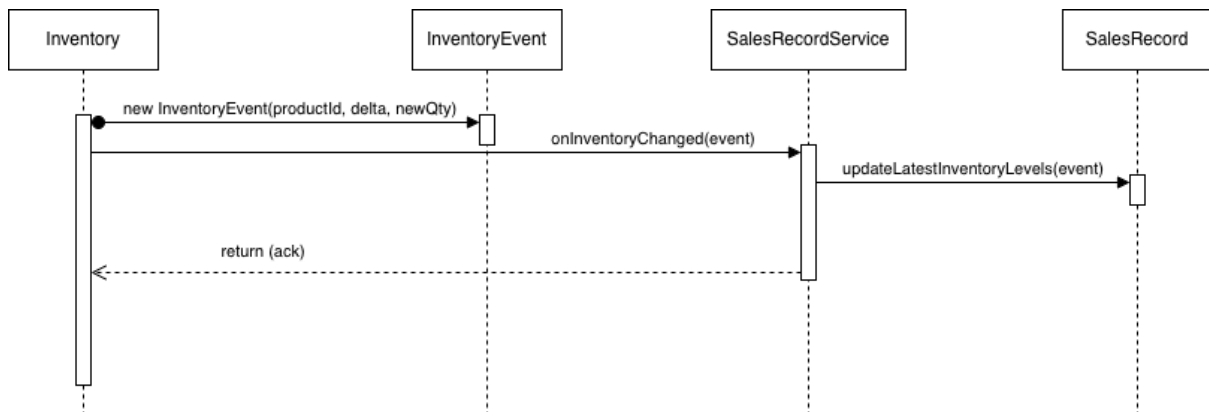 Inventory
InventoryEvent
SalesRecordService
SalesRecord
new InventoryEvent(productId, delta, newQty)
onInventoryChanged(event)
updateLatestInventoryLevels(event)
return (ack)